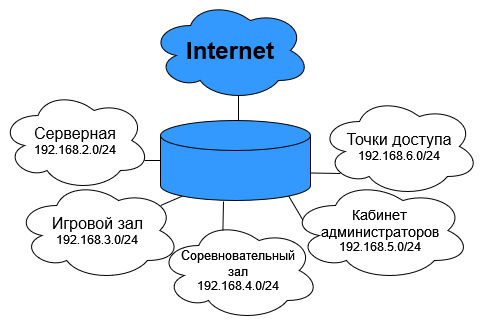 Internet
Серверная
192.168.2.0/24
Точки доступа
192.168.6.0/24
Игровой зал
192.168.3.0/24
Кабинет
администраторов
192.168.5.0/24
Соревновательный
зал
192.168.4.0/24